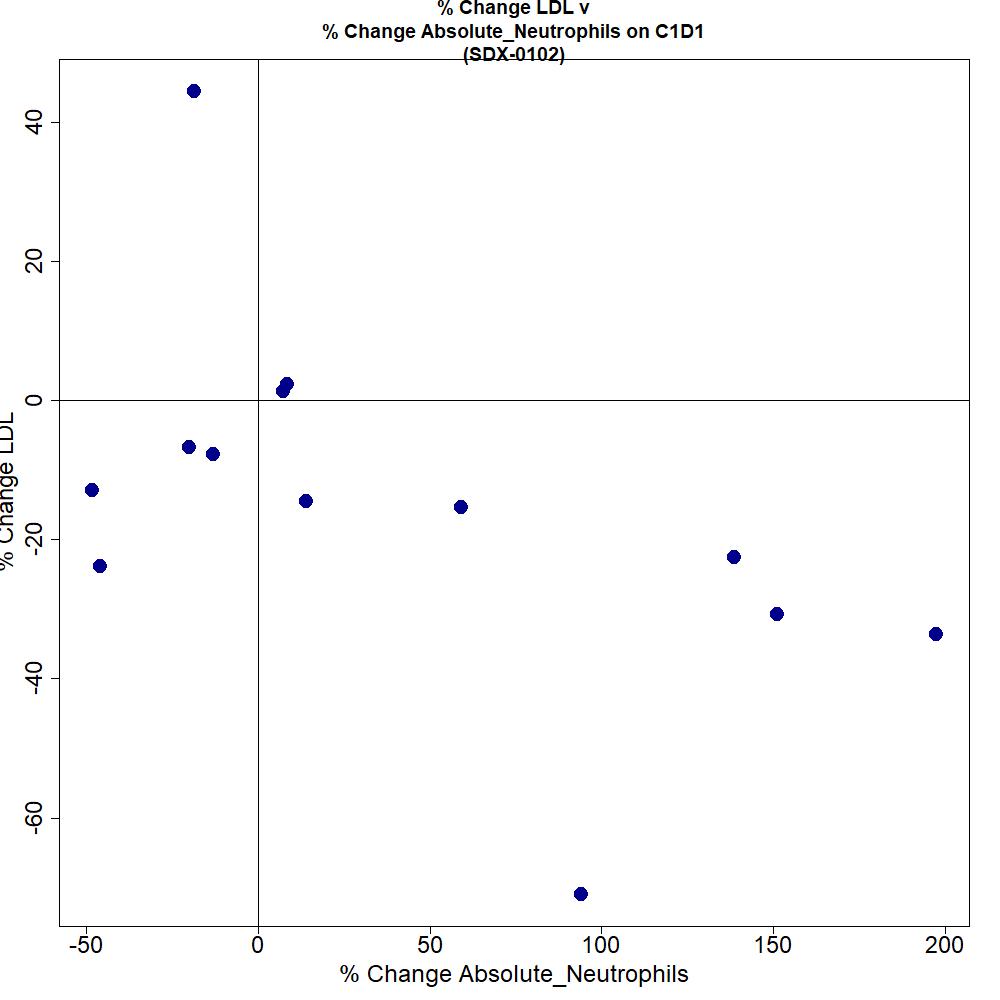 % Change LDL v
% Change Absolute_Neutrophils on C1D1
(SDX-0102)
% Change LDL
40
20
0
-20
-40
-60
-50
0
50
100
150
200
% Change Absolute_Neutrophils